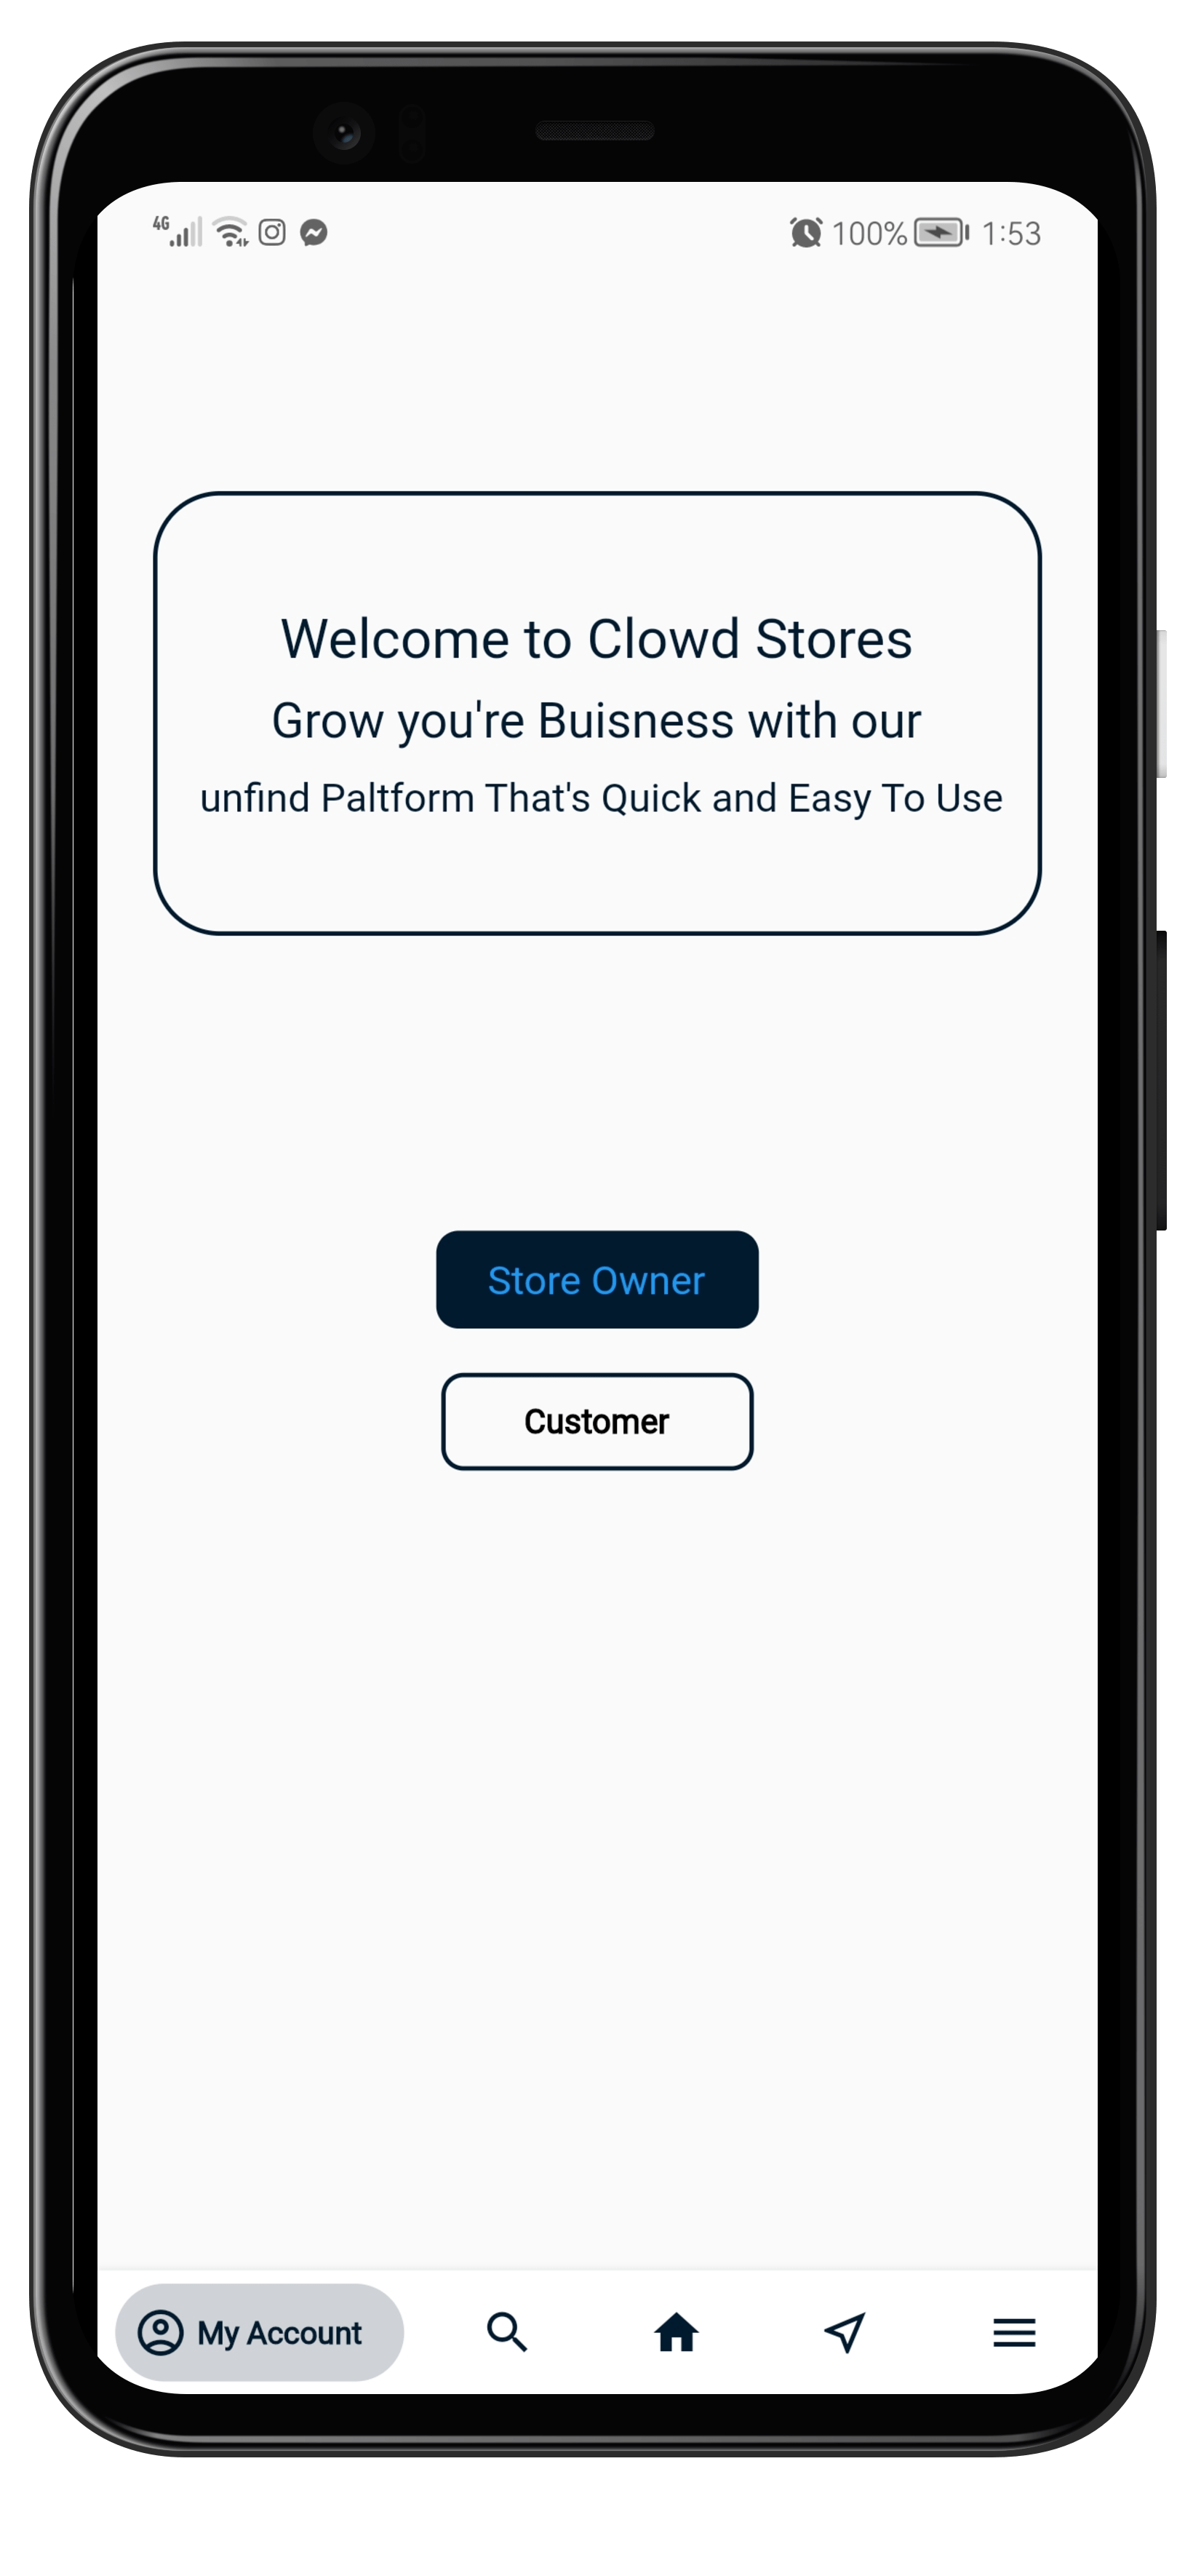 4G 100% 1:53
Welcome to Clowd Stores
Grow you're Buisness with our
unfind Paltform That's Quick and Easy To Use
Store Owner
Customer
My Account